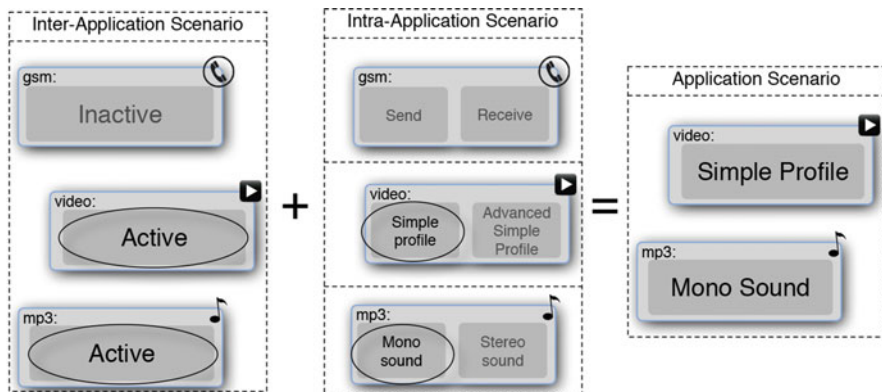 Inter-Application Scenario
gsm:
Inactive
video:
Active
mp3:
Active
+
Intra-Application Scenario
gsm:
Send
Receive
video:
Simple
profile
Advanced
Simple
Profile
mp3:
Mono
sound
Stereo
sound
=
Application Scenario
video:
Simple Profile
mp3:
Mono Sound